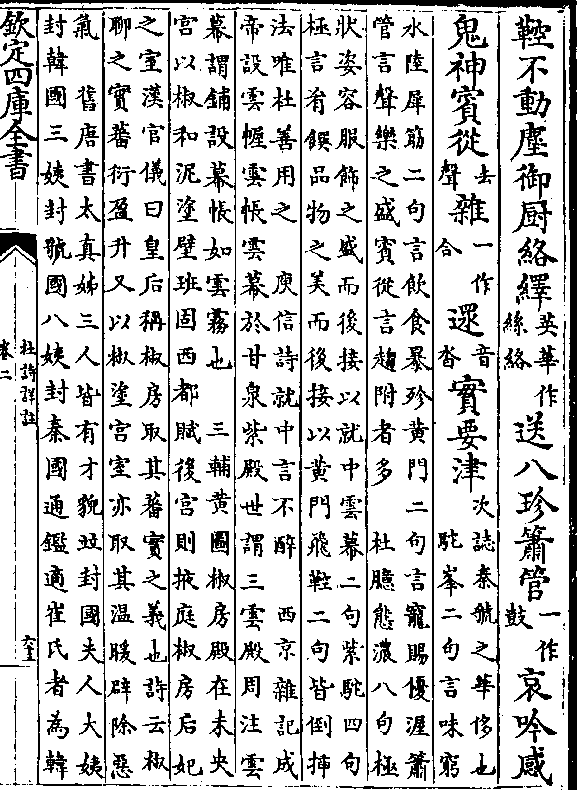 鞚不動塵御厨絡繹英華作絲絡送八珍簫管一作鼓哀吟感
鬼神賓從去聲雜一作合遝音沓實要津次誌秦虢之華侈也駝峯二句言味窮
水陸犀筯二句言飲食暴殄黄門二句言寵賜優渥簫
管言聲樂之盛賓從言趨附者多　杜臆態濃八句極
狀姿容服飾之盛而後接以就中雲幕二句紫駝四句
極言肴饌品物之美而後接以黄門飛鞚二句皆倒挿
法唯杜善用之　庾信詩就中言不醉　西京雜記成
帝設雲幄雲帳雲幕於甘泉紫殿世謂三雲殿周注雲
幕謂鋪設幕帳如雲霧也　三輔黄圖椒房殿在未央
宫以椒和泥塗壁班固西都賦後宫則掖庭椒房后妃
之室漢官儀曰皇后稱椒房取其蕃實之義也詩云椒
聊之實蕃衍盈升又以椒塗宫室亦取其温暖辟除惡
氣　舊唐書太真姊三人皆有才貌竝封國夫人大姨
封韓國三姨封虢國八姨封秦國通鑑適崔氏者為韓
欽定四庫全書
杜詩詳註
卷二
六十五